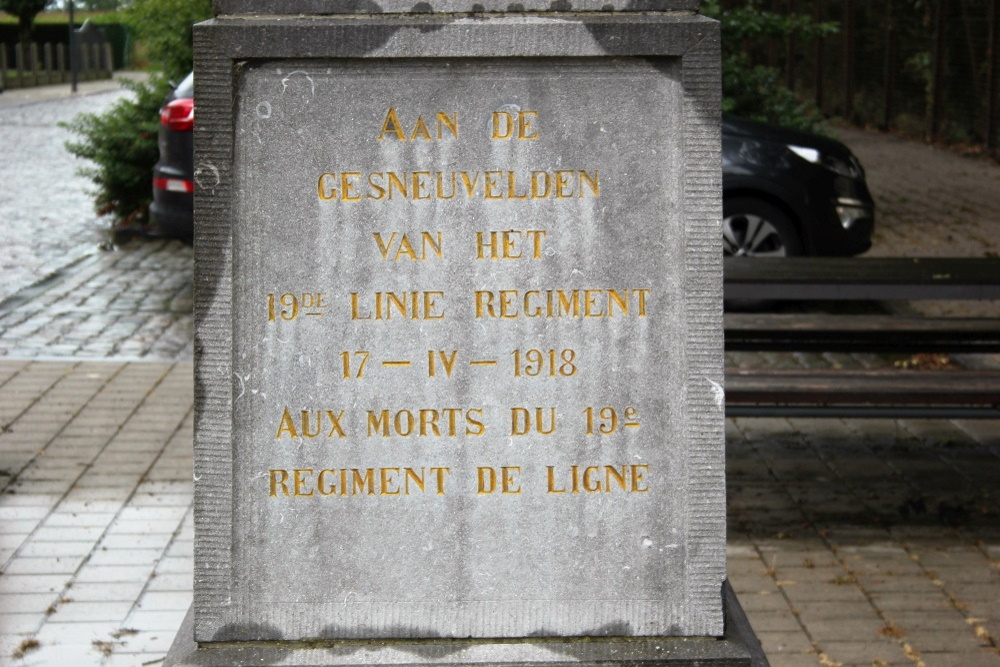 AAN DE
GESNEUVELDEN
VAN HET
19DE LINIE REGIMENT
17 — IV — 1918
AUX MORTS DU 19e
REGIMENT DE LIGNE